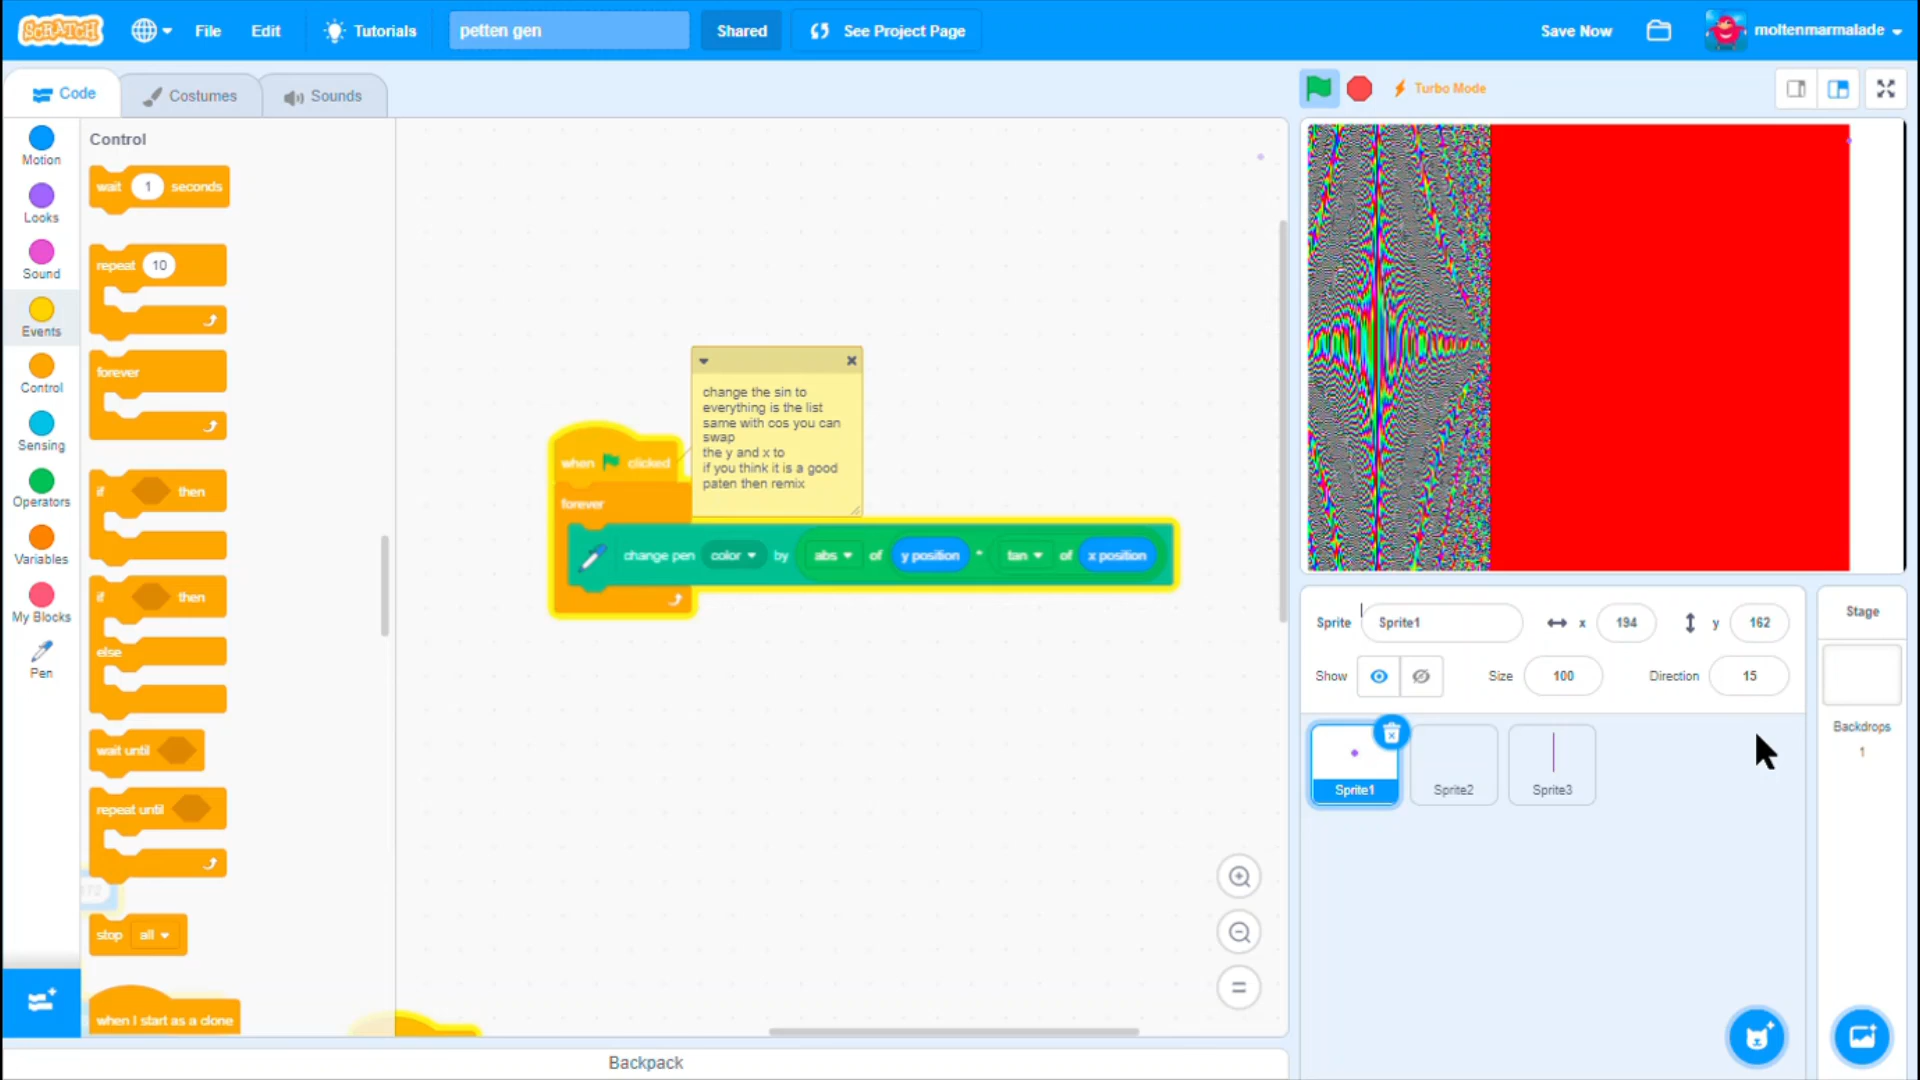 SCRATCH
File
Edit
Tutorials
petten gen
Shared
See Project Page
Save Now
moltenmarmalade
Code
Costumes
Sounds
Turbo Mode
Motion
Looks
Sound
Events
Control
Sensing
Operators
Variables
My Blocks
Pen
Control
wait 1 seconds
repeat 10
forever
if then
if then
else
wait until
repeat until
stop all
when I start as a clone
change the sin to
everything is the list
same with cos you can
swap
the y and x to
if you think it is a good
paten then remix
when clicked
forever
change pen color by abs of y position * tan of x position
Sprite Sprite1 x 194 y 162
Show Size 100 Direction 15
Sprite1
Sprite2
Sprite3
Stage
Backdrops
1
Backpack